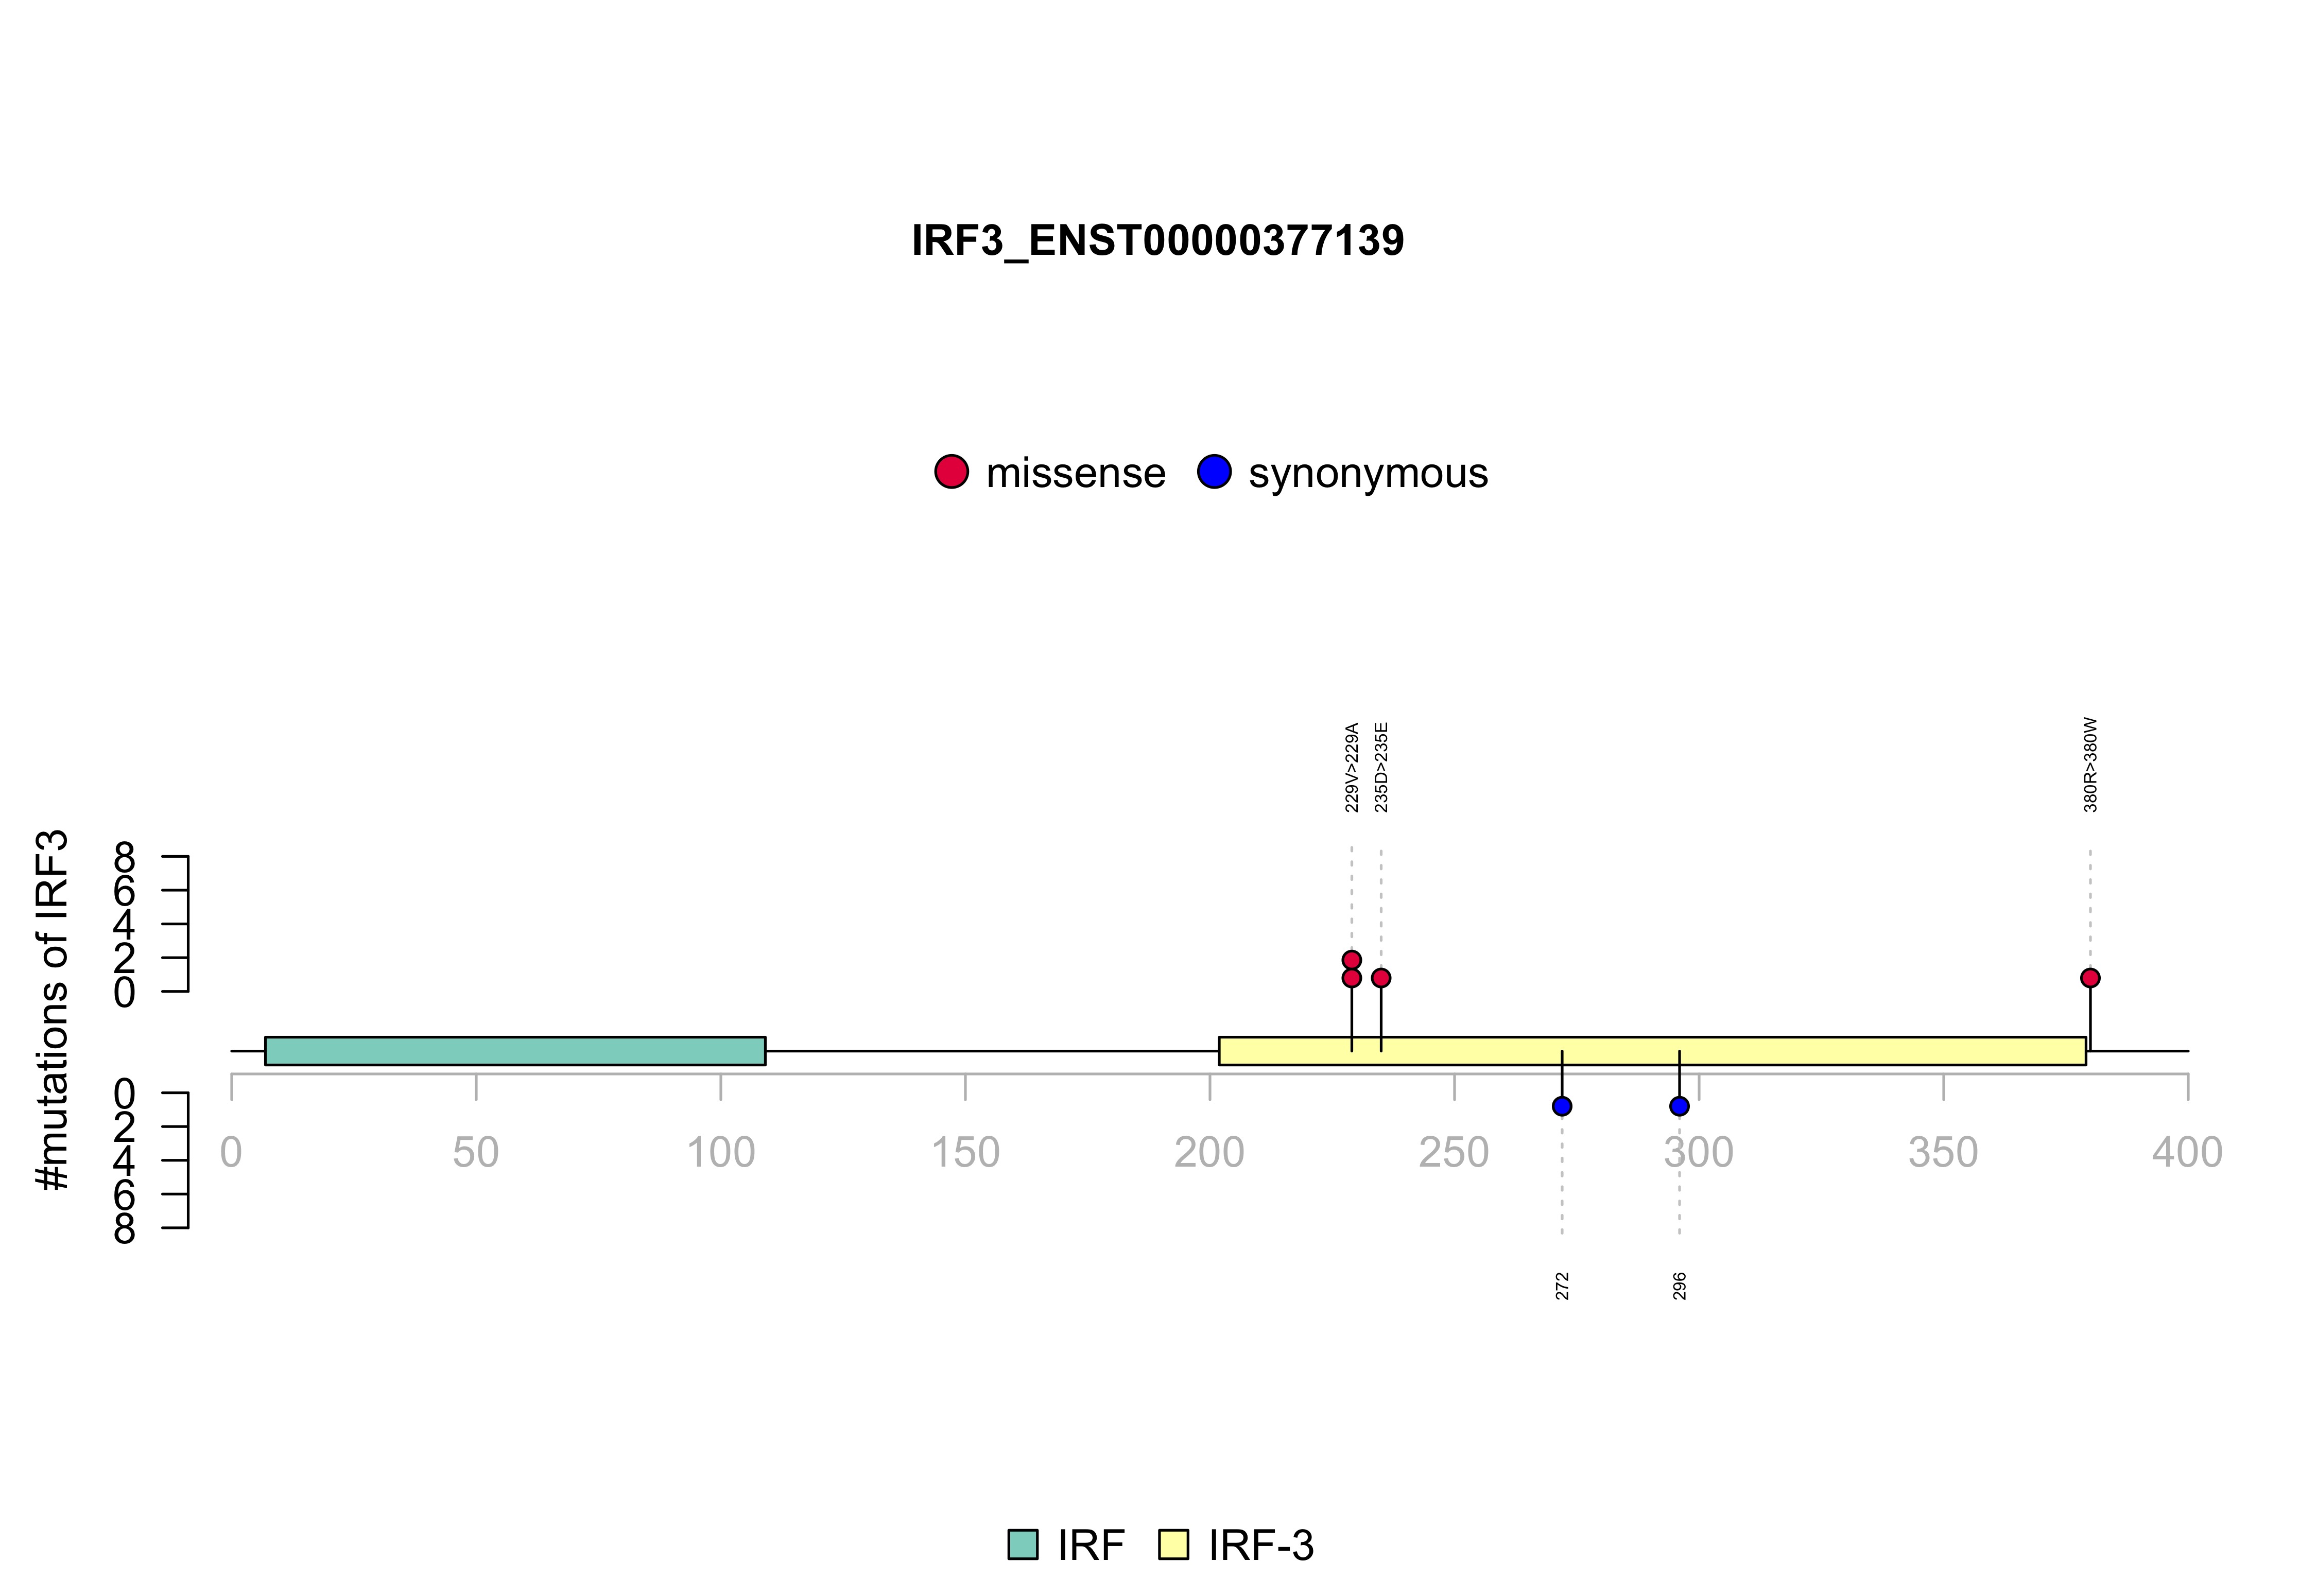 IRF3_ENST00000377139
missense synonymous
229V>229A
235D>235E
380R>380W
#mutations of IRF3
8
6
4
2
0
0
2
4
6
8
0 50 100 150 200 250 300 350 400
272
296
IRF IRF-3